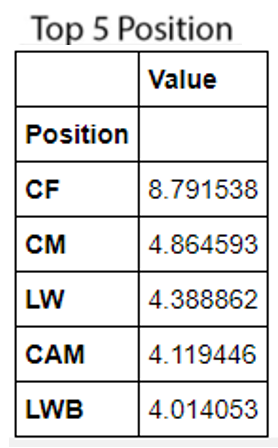 Top 5 Position
Value
Position
CF 8.791538
CM 4.864593
LW 4.388862
CAM 4.119446
LWB 4.014053